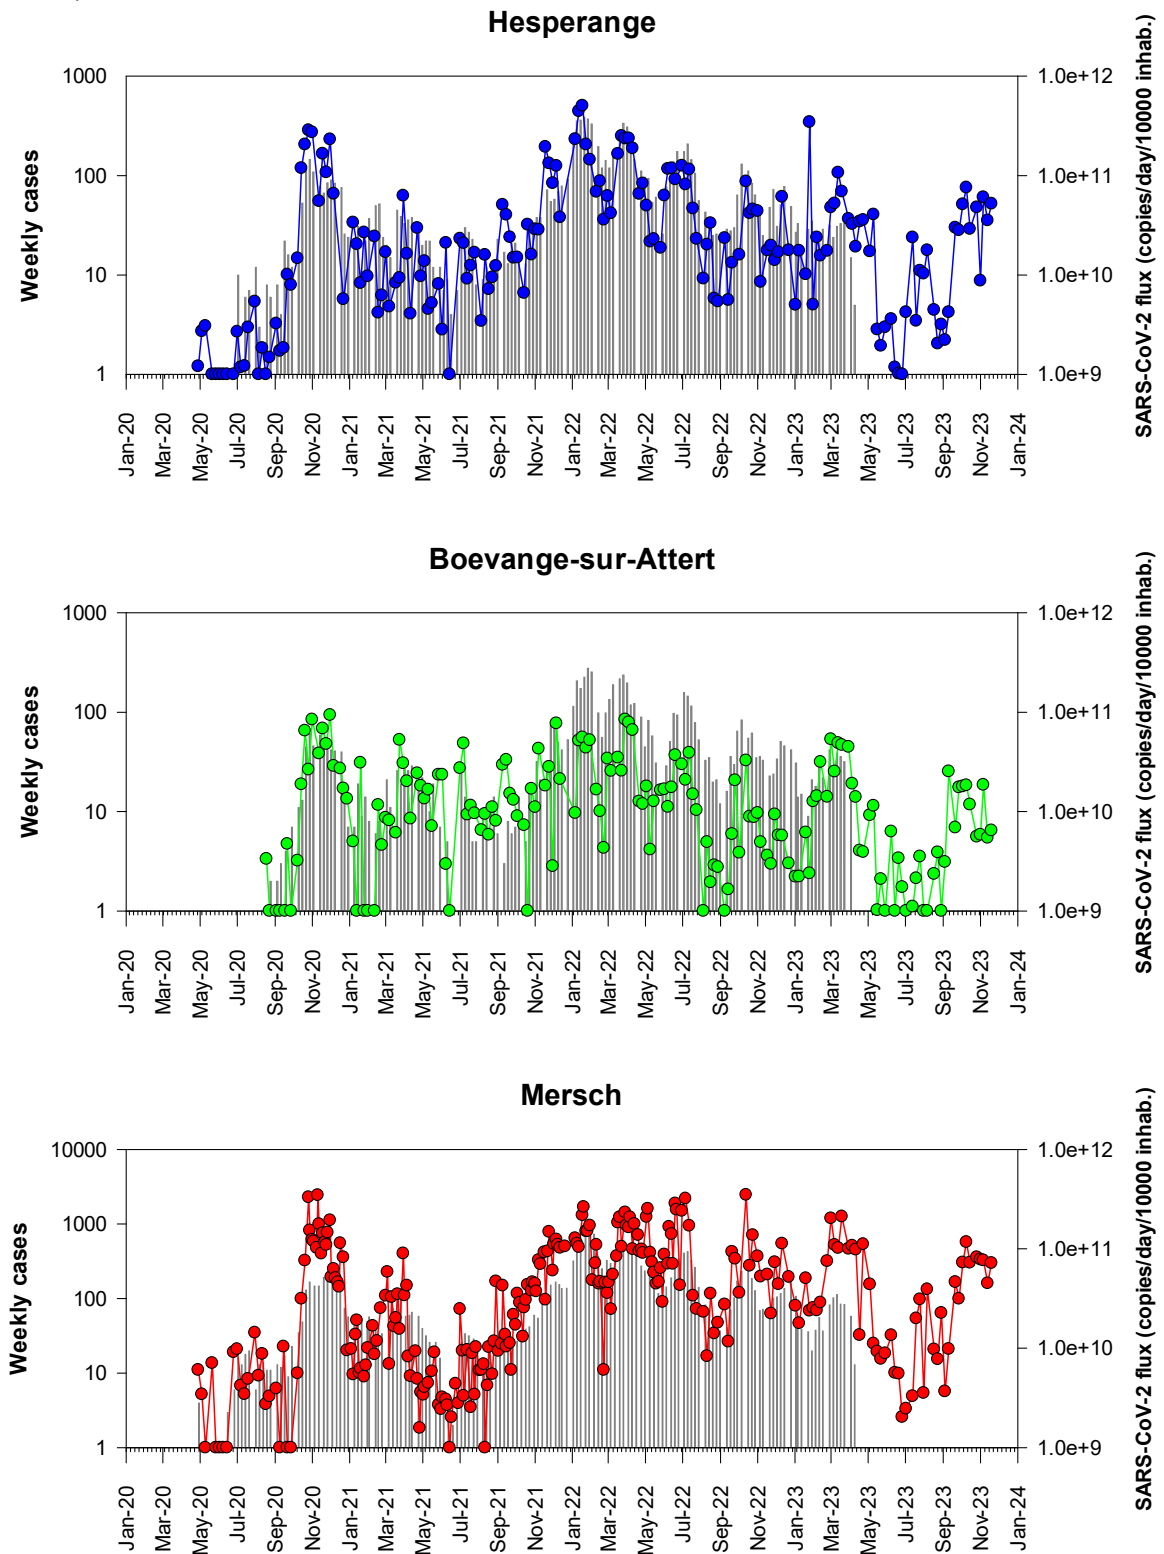 Hesperange
Weekly cases
1000
100
10
1
1.0e+12
1.0e+11
1.0e+10
1.0e+9
SARS-CoV-2 flux (copies/day/10000 inhab.)
Jan-20
Mar-20
May-20
Jul-20
Sep-20
Nov-20
Jan-21
Mar-21
May-21
Jul-21
Sep-21
Nov-21
Jan-22
Mar-22
May-22
Jul-22
Sep-22
Nov-22
Jan-23
Mar-23
May-23
Jul-23
Sep-23
Nov-23
Jan-24
Boevange-sur-Attert
Weekly cases
1000
100
10
1
1.0e+12
1.0e+11
1.0e+10
1.0e+9
SARS-CoV-2 flux (copies/day/10000 inhab.)
Jan-20
Mar-20
May-20
Jul-20
Sep-20
Nov-20
Jan-21
Mar-21
May-21
Jul-21
Sep-21
Nov-21
Jan-22
Mar-22
May-22
Jul-22
Sep-22
Nov-22
Jan-23
Mar-23
May-23
Jul-23
Sep-23
Nov-23
Jan-24
Mersch
Weekly cases
10000
1000
100
10
1
1.0e+12
1.0e+11
1.0e+10
1.0e+9
SARS-CoV-2 flux (copies/day/10000 inhab.)
Jan-20
Mar-20
May-20
Jul-20
Sep-20
Nov-20
Jan-21
Mar-21
May-21
Jul-21
Sep-21
Nov-21
Jan-22
Mar-22
May-22
Jul-22
Sep-22
Nov-22
Jan-23
Mar-23
May-23
Jul-23
Sep-23
Nov-23
Jan-24